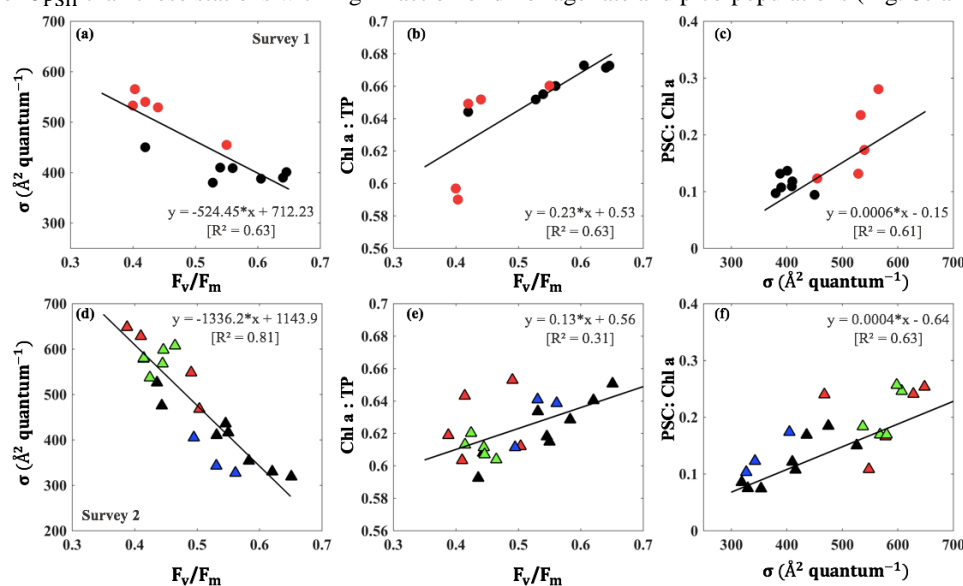 (a) Survey 1
σ (Å² quantum⁻¹)
700
600
500
400
300
200
y = -524.45*x + 712.23
[R² = 0.63]
0.3 0.4 0.5 0.6 0.7
Fv/Fm
(b)
Chl a : TP
0.7
0.68
0.66
0.64
0.62
0.6
0.58
0.56
y = 0.23*x + 0.53
[R² = 0.63]
0.3 0.4 0.5 0.6 0.7
Fv/Fm
(c)
PSC: Chl a
0.4
0.3
0.2
0.1
0
y = 0.0006*x - 0.15
[R² = 0.61]
300 400 500 600 700
σ (Å² quantum⁻¹)
(d)
y = -1336.2*x + 1143.9
[R² = 0.81]
σ (Å² quantum⁻¹)
700
600
500
400
300
200
Survey 2
0.3 0.4 0.5 0.6 0.7
Fv/Fm
(e)
y = 0.13*x + 0.56
[R² = 0.31]
Chl a : TP
0.7
0.68
0.66
0.64
0.62
0.6
0.58
0.56
0.3 0.4 0.5 0.6 0.7
Fv/Fm
(f)
y = 0.0004*x - 0.64
[R² = 0.63]
PSC: Chl a
0.4
0.3
0.2
0.1
0
300 400 500 600 700
σ (Å² quantum⁻¹)